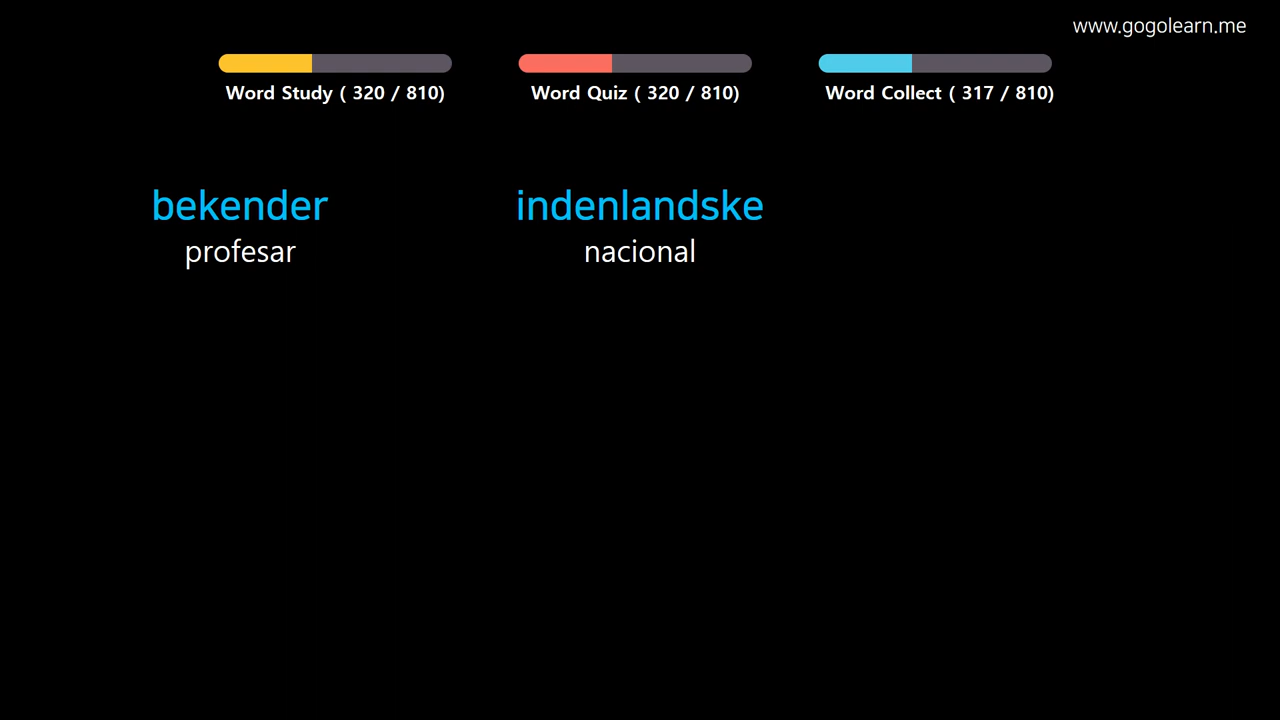 www.gogolearn.me
Word Study ( 320 / 810)
Word Quiz ( 320 / 810)
Word Collect ( 317 / 810)
bekender
profesar
indenlandske
nacional